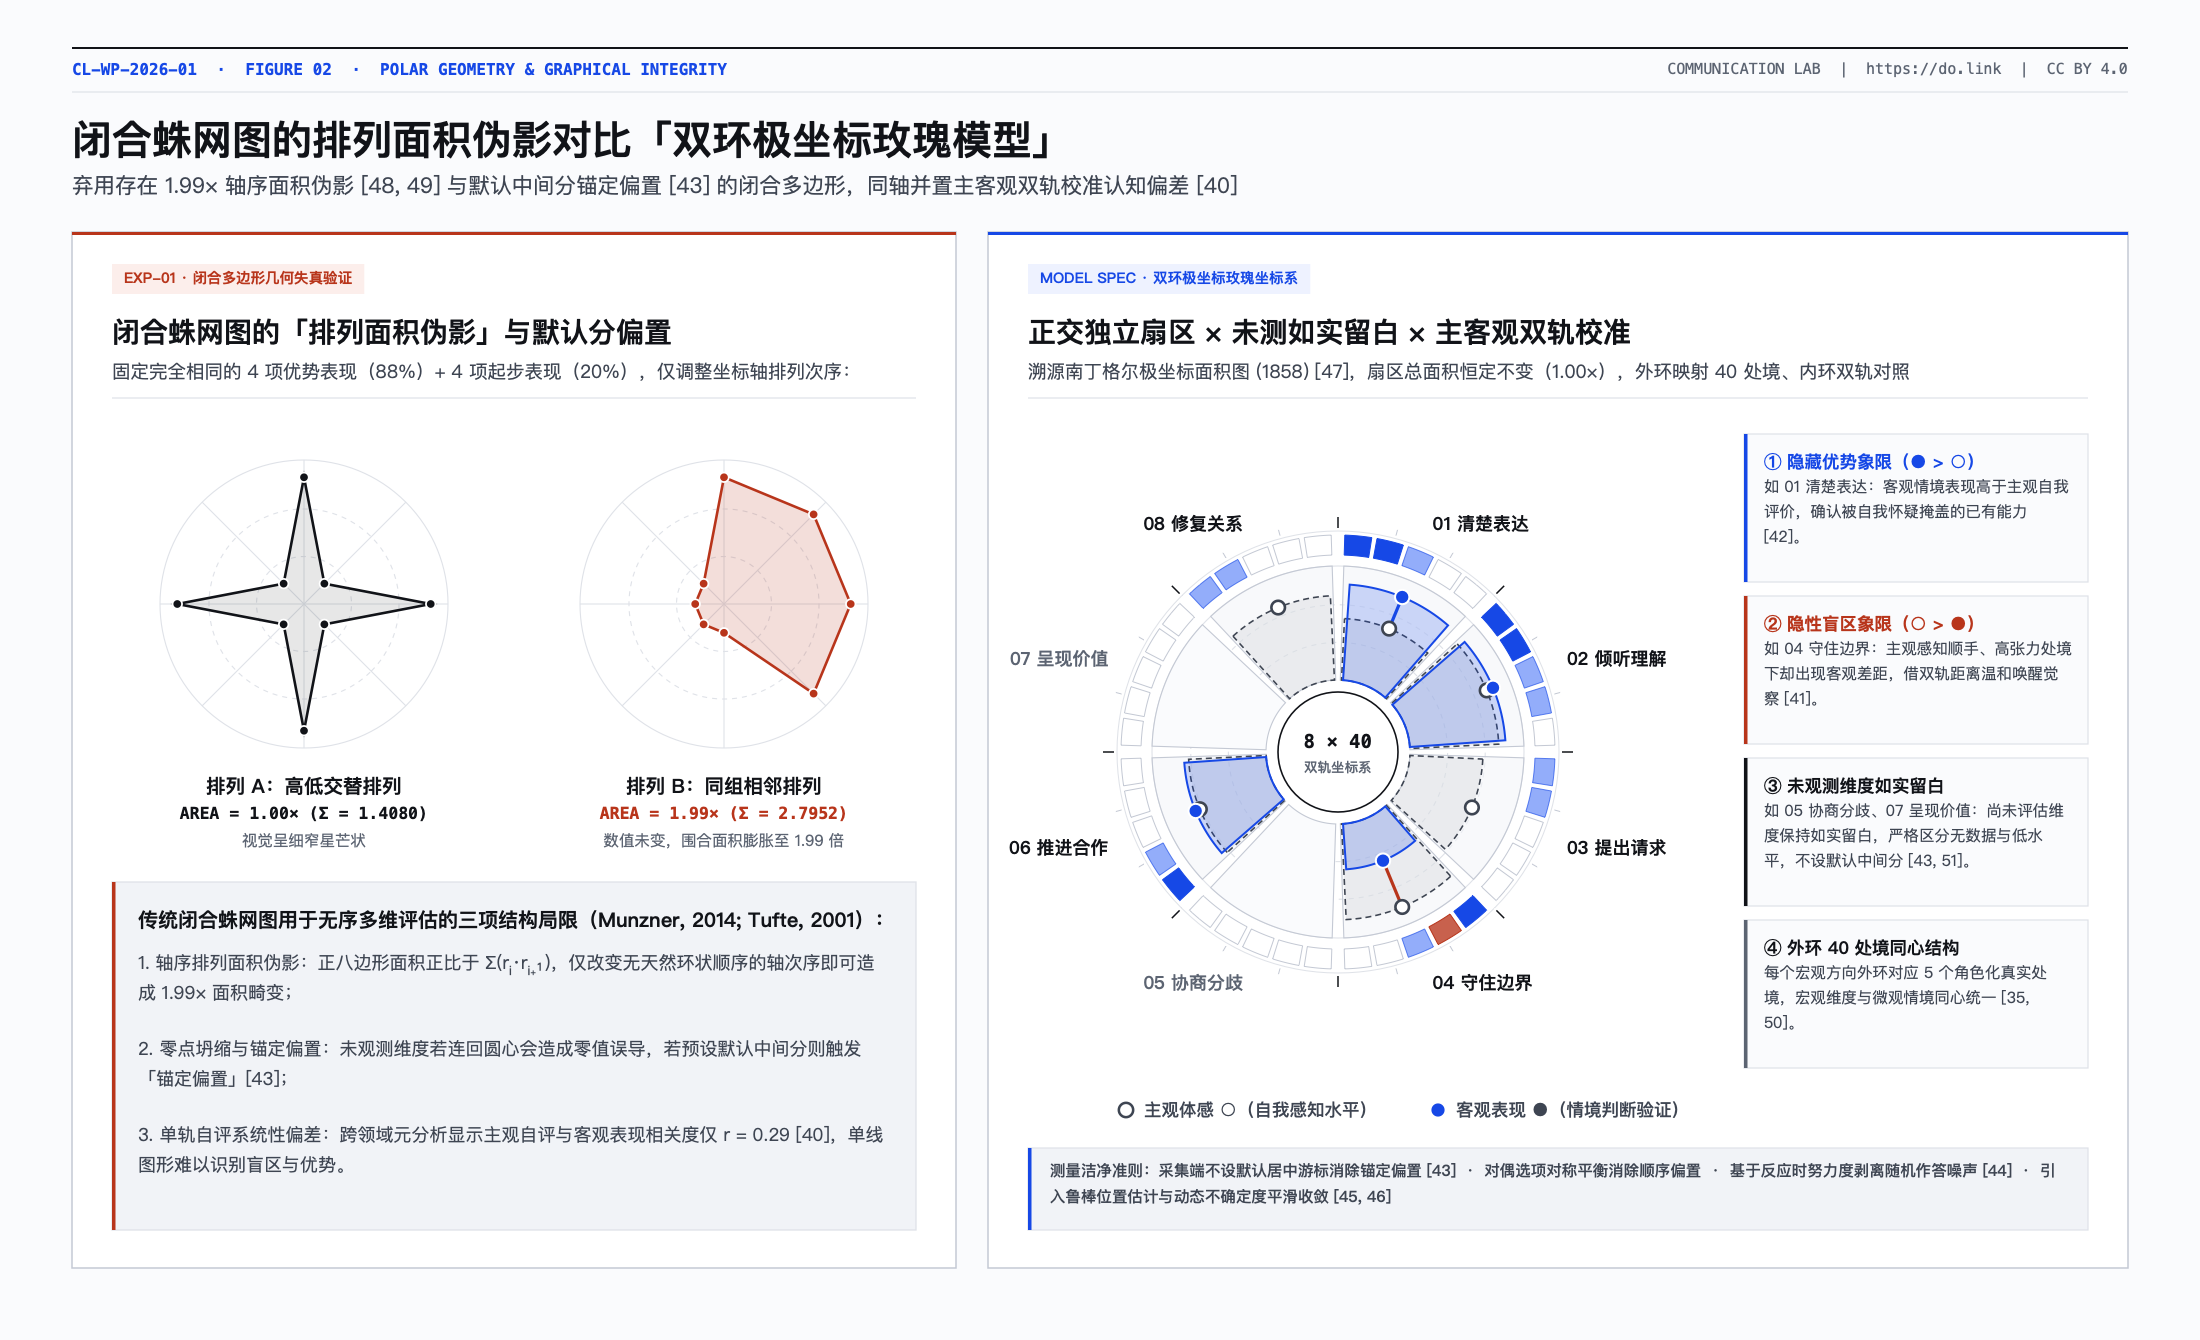 CL-WP-2026-01 · FIGURE 02 · POLAR GEOMETRY & GRAPHICAL INTEGRITY
COMMUNICATION LAB | https://do.link | CC BY 4.0
闭合蛛网图的排列面积伪影对比「双环极坐标玫瑰模型」
弃用存在 1.99× 轴序面积伪影 [48, 49] 与默认中间分锚定偏置 [43] 的闭合多边形，同轴并置主客观双轨校准认知偏差 [40]
EXP-01 · 闭合多边形几何失真验证
闭合蛛网图的「排列面积伪影」与默认分偏置
固定完全相同的 4 项优势表现（88%）+ 4 项起步表现（20%），仅调整坐标轴排列次序：
排列 A：高低交替排列
AREA = 1.00× (Σ = 1.4080)
视觉呈细窄星芒状
排列 B：同组相邻排列
AREA = 1.99× (Σ = 2.7952)
数值未变，围合面积膨胀至 1.99 倍
传统闭合蛛网图用于无序多维评估的三项结构局限（Munzner, 2014; Tufte, 2001）：
1. 轴序排列面积伪影：正八边形面积正比于 Σ(rᵢ·rᵢ₊₁)，仅改变无天然环状顺序的轴次序即可造
成 1.99× 面积畸变；
2. 零点坍缩与锚定偏置：未观测维度若连回圆心会造成零值误导，若预设默认中间分则触发
「锚定偏置」[43]；
3. 单轨自评系统性偏差：跨领域元分析显示主观自评与客观表现相关度仅 r = 0.29 [40]，单线
图形难以识别盲区与优势。
MODEL SPEC · 双环极坐标玫瑰坐标系
正交独立扇区 × 未测如实留白 × 主客观双轨校准
溯源南丁格尔极坐标面积图 (1858) [47]，扇区总面积恒定不变（1.00×），外环映射 40 处境、内环双轨对照
08 修复关系
01 清楚表达
07 呈现价值
02 倾听理解
8 × 40
双轨坐标系
06 推进合作
03 提出请求
05 协商分歧
04 守住边界
主观体感 ○（自我感知水平）
客观表现 ●（情境判断验证）
① 隐藏优势象限（● > ○）
如 01 清楚表达：客观情境表现高于主观自我
评价，确认被自我怀疑掩盖的已有能力
[42]。
② 隐性盲区象限（○ > ●）
如 04 守住边界：主观感知顺手、高张力处境
下却出现客观差距，借双轨距离温和唤醒觉
察 [41]。
③ 未观测维度如实留白
如 05 协商分歧、07 呈现价值：尚未评估维
度保持如实留白，严格区分无数据与低水
平，不设默认中间分 [43, 51]。
④ 外环 40 处境同心结构
每个宏观方向外环对应 5 个角色化真实处
境，宏观维度与微观情境同心统一 [35,
50]。
测量洁净准则：采集端不设默认居中游标消除锚定偏置 [43] · 对偶选项对称平衡消除顺序偏置 · 基于反应时努力度剥离随机作答噪声 [44] · 引
入鲁棒位置估计与动态不确定度平滑收敛 [45, 46]